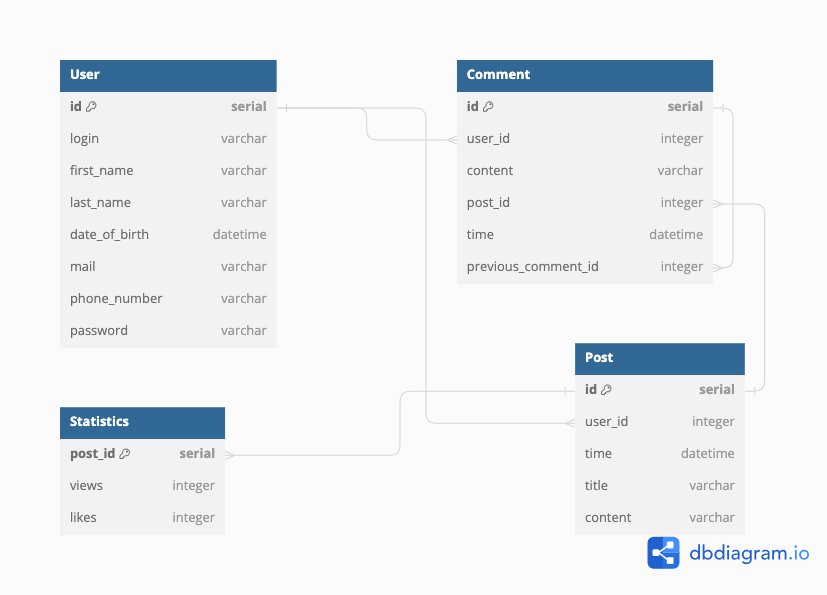 User
id serial
login varchar
first_name varchar
last_name varchar
date_of_birth datetime
mail varchar
phone_number varchar
password varchar
Comment
id serial
user_id integer
content varchar
post_id integer
time datetime
previous_comment_id integer
Statistics
post_id serial
views integer
likes integer
Post
id serial
user_id integer
time datetime
title varchar
content varchar
dbdiagram.io